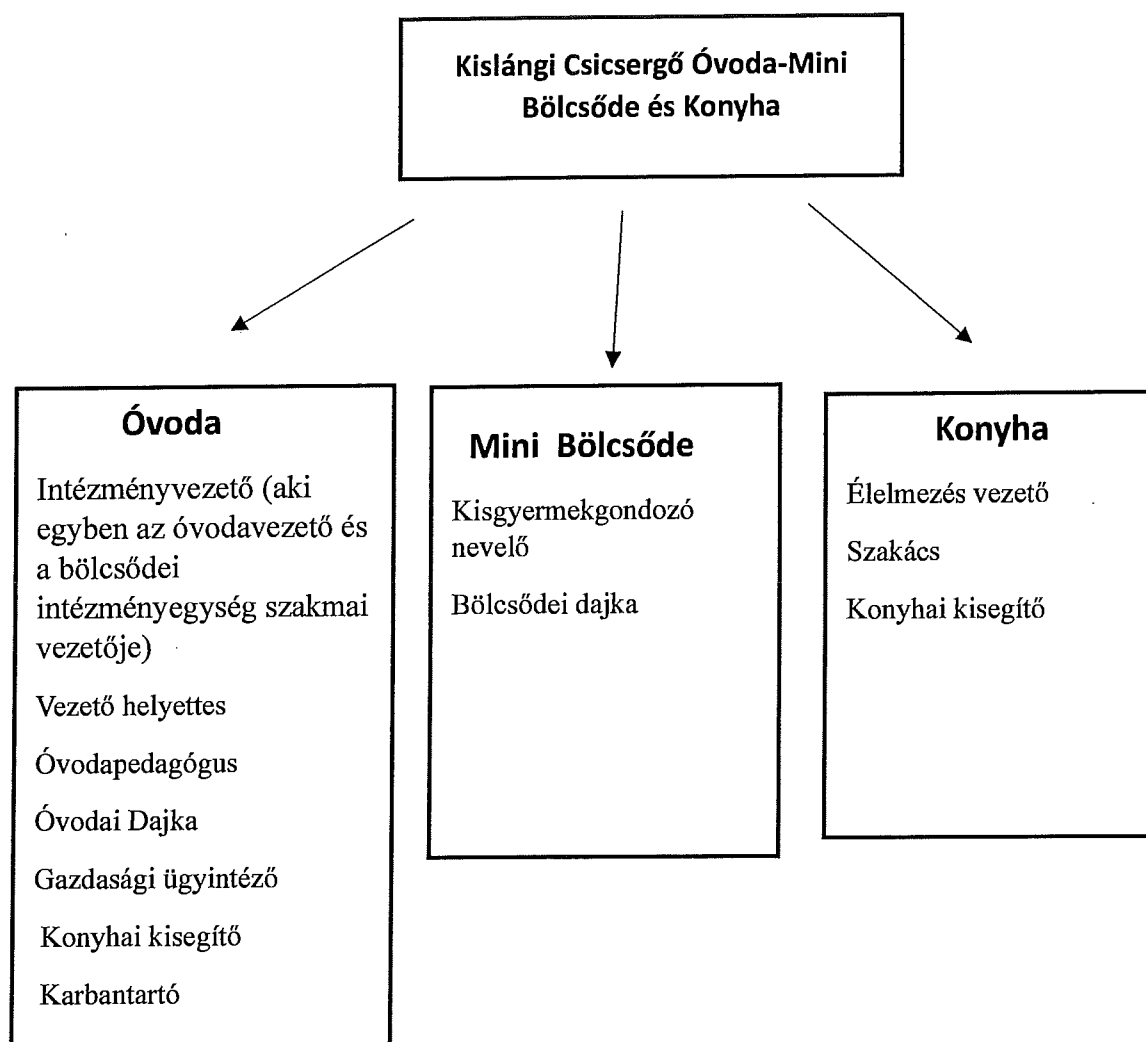 Kislángi Csicsergő Óvoda-Mini
Bölcsőde és Konyha
Óvoda
Intézményvezető (aki
egyben az óvodavezető és
a bölcsődei
intézményegység szakmai
vezetője)
Vezető helyettes
Óvodapedagógus
Óvodai Dajka
Gazdasági ügyintéző
Konyhai kisegítő
Karbantartó
Mini Bölcsőde
Kisgyermekgondozó
nevelő
Bölcsődei dajka
Konyha
Élelmezés vezető
Szakács
Konyhai kisegítő